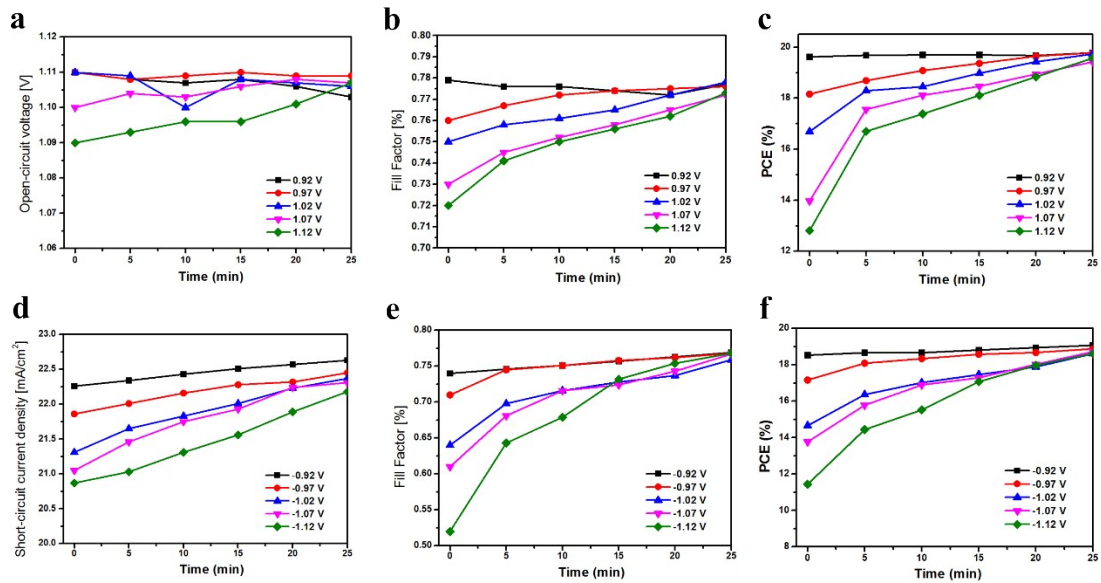 a
Open-circuit voltage [V]
1.12
1.11
1.10
1.09
1.08
1.07
1.06
0.92 V
0.97 V
1.02 V
1.07 V
1.12 V
0 5 10 15 20 25
Time (min)
b
Fill Factor [%]
0.80
0.79
0.78
0.77
0.76
0.75
0.74
0.73
0.72
0.71
0.70
0.92 V
0.97 V
1.02 V
1.07 V
1.12 V
0 5 10 15 20 25
Time (min)
c
PCE (%)
20
18
16
14
12
0.92 V
0.97 V
1.02 V
1.07 V
1.12 V
0 5 10 15 20 25
Time (min)
d
Short-circuit current density [mA/cm²]
23.0
22.5
22.0
21.5
21.0
20.5
20.0
-0.92 V
-0.97 V
-1.02 V
-1.07 V
-1.12 V
0 5 10 15 20 25
Time (min)
e
Fill Factor [%]
0.80
0.75
0.70
0.65
0.60
0.55
0.50
-0.92 V
-0.97 V
-1.02 V
-1.07 V
-1.12 V
0 5 10 15 20 25
Time (min)
f
PCE (%)
20
18
16
14
12
10
8
-0.92 V
-0.97 V
-1.02 V
-1.07 V
-1.12 V
0 5 10 15 20 25
Time (min)